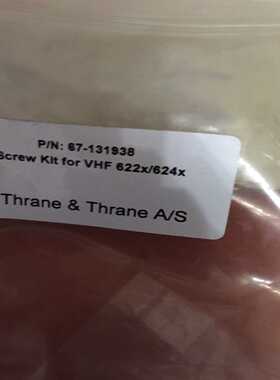 P/N: 67-131938
Screw Kit for VHF 622x/624x
Thrane & Thrane A/S